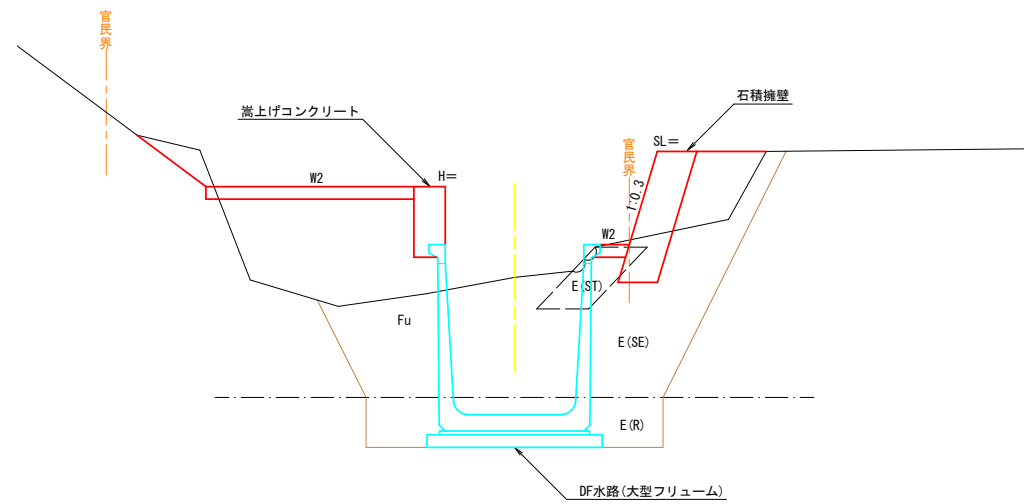 官民界
嵩上げコンクリート
石積擁壁
官民界
SL=
W2
H=
1:0.3
W2
E(ST)
Fu
E(SE)
E(R)
DF水路(大型フリューム)